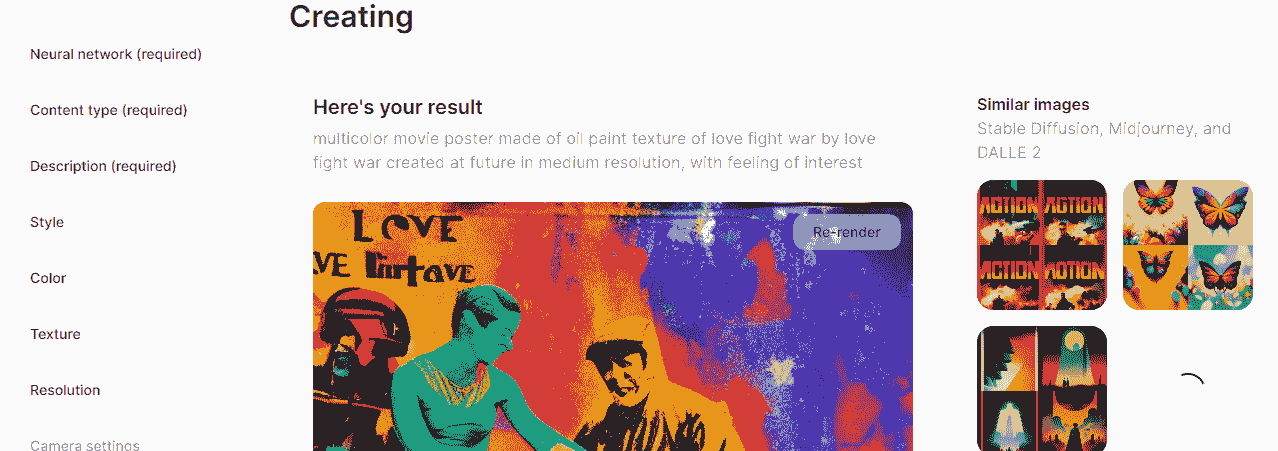 Creating
Neural network (required)
Content type (required)
Description (required)
Style
Color
Texture
Resolution
Camera settings
Here's your result
multicolor movie poster made of oil paint texture of love fight war by love
fight war created at future in medium resolution, with feeling of interest
Re-render
LOVE
VE
Similar images
Stable Diffusion, Midjourney, and
DALLE 2
ACTION ACTION
ACTION ACTION